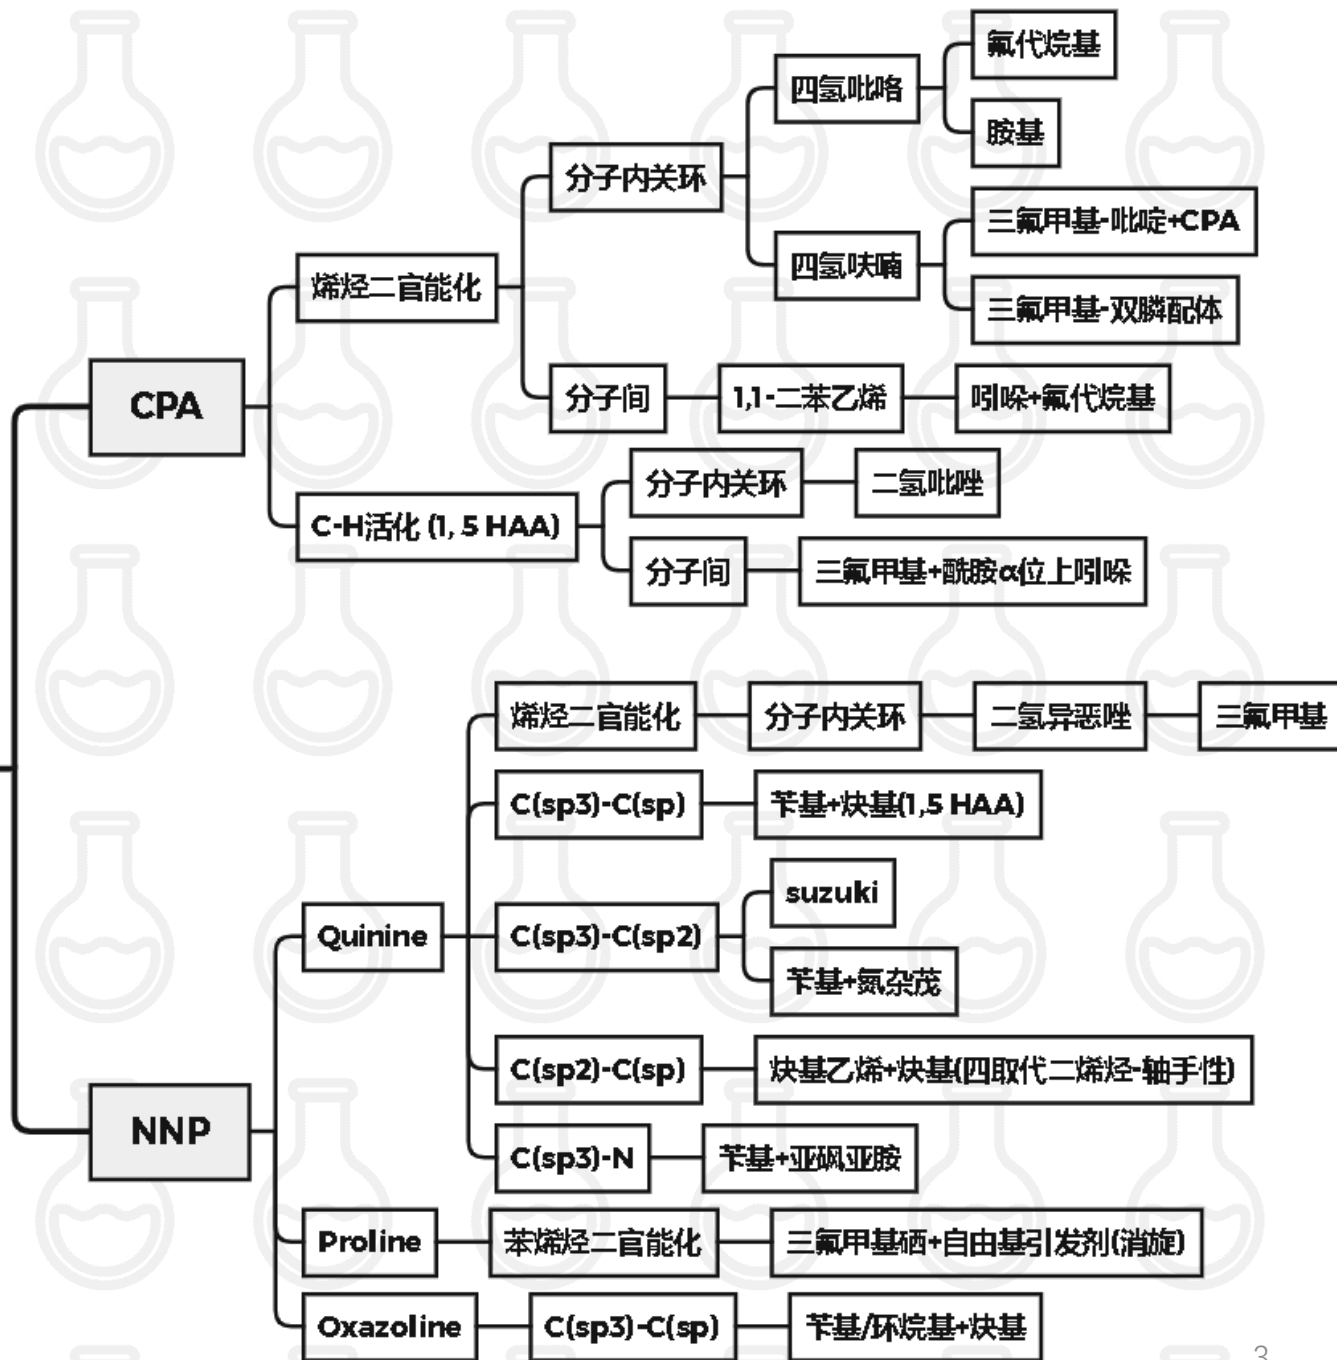 氟代烷基
四氢吡咯
胺基
分子内关环
三氟甲基-吡啶+CPA
四氢呋喃
烯烃二官能化
三氟甲基-双膦配体
CPA
分子间
1,1-二苯乙烯
吲哚+氟代烷基
分子内关环
二氢吡唑
C-H活化 (1, 5 HAA)
分子间
三氟甲基+酰胺α位上吲哚
烯烃二官能化
分子内关环
二氢异恶唑
三氟甲基
C(sp3)-C(sp)
苄基+炔基(1,5 HAA)
suzuki
Quinine
C(sp3)-C(sp2)
苄基+氮杂茂
C(sp2)-C(sp)
炔基乙烯+炔基(四取代二烯烃-轴手性)
NNP
C(sp3)-N
苄基+亚砜亚胺
Proline
苯烯烃二官能化
三氟甲基硒+自由基引发剂(消旋)
Oxazoline
C(sp3)-C(sp)
苄基/环烷基+炔基
3